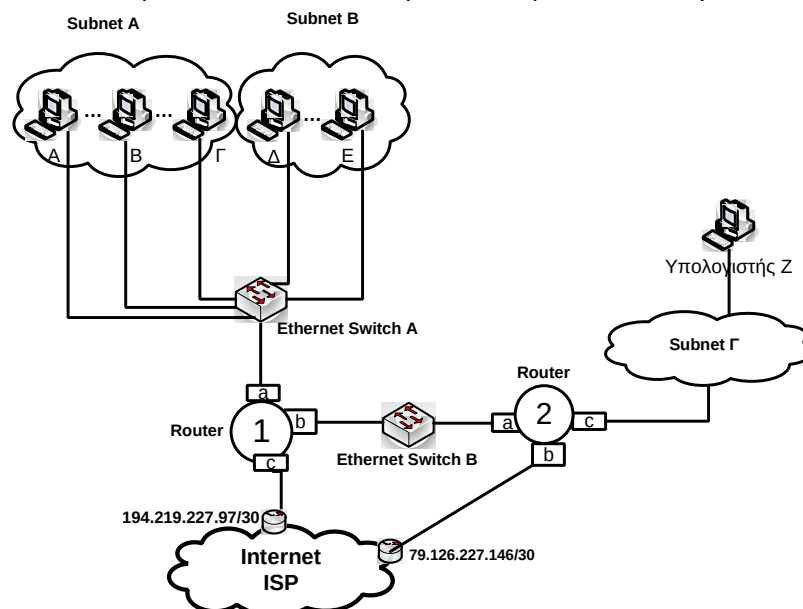 Subnet A
Subnet B
... ... ...
Α Β Γ Δ Ε
Υπολογιστής Ζ
Ethernet Switch A
Subnet Γ
Router
a
Router 1 b
a 2 c
Ethernet Switch B
c
b
194.219.227.97/30
Internet
ISP
79.126.227.146/30